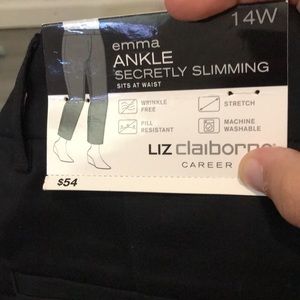 14W
emma
ANKLE
SECRETLY SLIMMING
SITS AT WAIST
WRINKLE FREE
STRETCH
PILL RESISTANT
MACHINE WASHABLE
LIZ claiborne
CAREER
$54